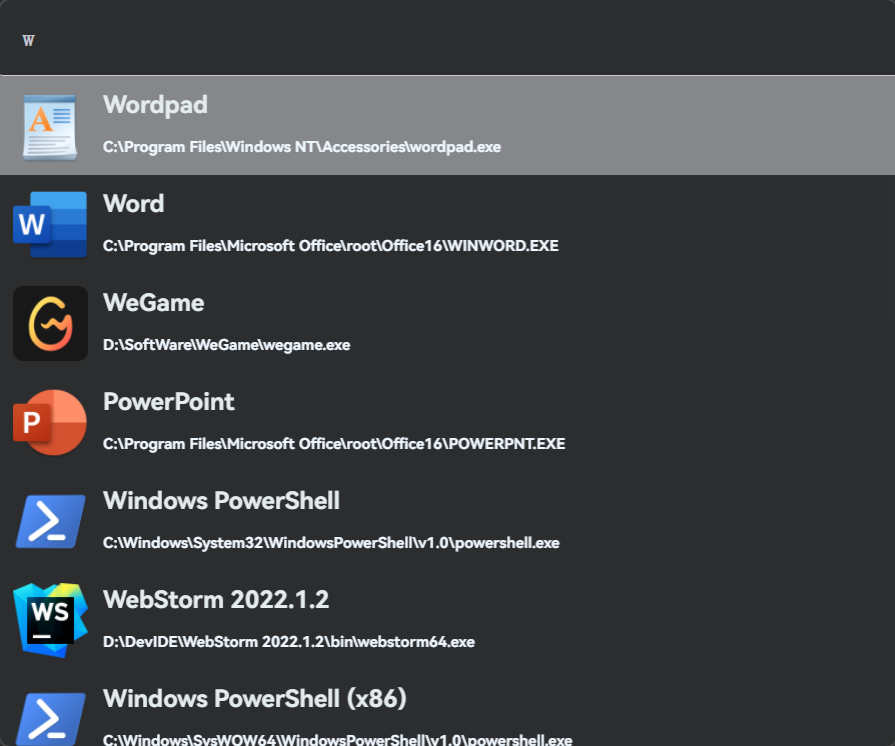 W
Wordpad
C:\Program Files\Windows NT\Accessories\wordpad.exe
W
Word
C:\Program Files\Microsoft Office\root\Office16\WINWORD.EXE
WeGame
D:\SoftWare\WeGame\wegame.exe
P
PowerPoint
C:\Program Files\Microsoft Office\root\Office16\POWERPNT.EXE
Windows PowerShell
C:\Windows\System32\WindowsPowerShell\v1.0\powershell.exe
WS
WebStorm 2022.1.2
D:\DevIDE\WebStorm 2022.1.2\bin\webstorm64.exe
Windows PowerShell (x86)
C:\Windows\SysWOW64\WindowsPowerShell\v1.0\powershell.exe